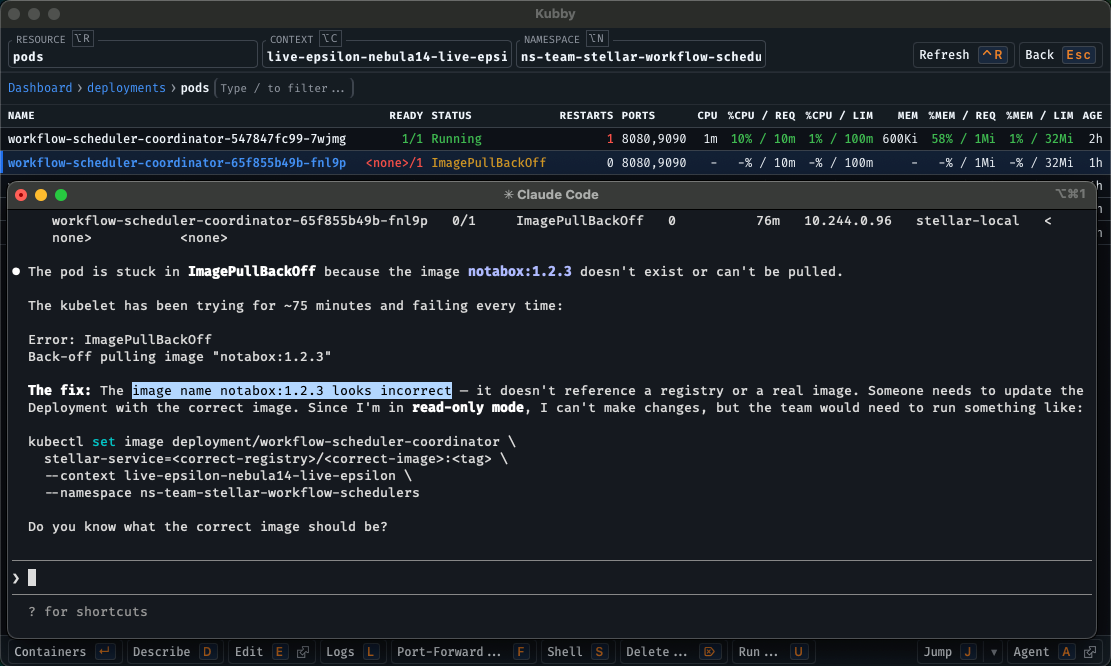 Kubby
RESOURCE ⌥R
pods
CONTEXT ⌥C
live-epsilon-nebula14-live-epsi
NAMESPACE ⌥N
ns-team-stellar-workflow-schedu
Refresh ^R Back Esc
Dashboard › deployments › pods Type / to filter...
NAME READY STATUS RESTARTS PORTS CPU %CPU / REQ %CPU / LIM MEM %MEM / REQ %MEM / LIM AGE
workflow-scheduler-coordinator-547847fc99-7wjmg 1/1 Running 1 8080,9090 1m 10% / 10m 1% / 100m 600Ki 58% / 1Mi 1% / 32Mi 2h
workflow-scheduler-coordinator-65f855b49b-fnl9p <none>/1 ImagePullBackOff 0 8080,9090 - -% / 10m -% / 100m - -% / 1Mi -% / 32Mi 1h
✳ Claude Code ⌥⌘1
workflow-scheduler-coordinator-65f855b49b-fnl9p 0/1 ImagePullBackOff 0 76m 10.244.0.96 stellar-local <
none> <none>
● The pod is stuck in ImagePullBackOff because the image notabox:1.2.3 doesn't exist or can't be pulled.
The kubelet has been trying for ~75 minutes and failing every time:
Error: ImagePullBackOff
Back-off pulling image "notabox:1.2.3"
The fix: The image name notabox:1.2.3 looks incorrect — it doesn't reference a registry or a real image. Someone needs to update the
Deployment with the correct image. Since I'm in read-only mode, I can't make changes, but the team would need to run something like:
kubectl set image deployment/workflow-scheduler-coordinator \
stellar-service=<correct-registry>/<correct-image>:<tag> \
--context live-epsilon-nebula14-live-epsilon \
--namespace ns-team-stellar-workflow-schedulers
Do you know what the correct image should be?
❯
? for shortcuts
Containers ↵ Describe D Edit E Logs L Port-Forward... F Shell S Delete... ⌦ Run... U Jump J ▾ Agent A